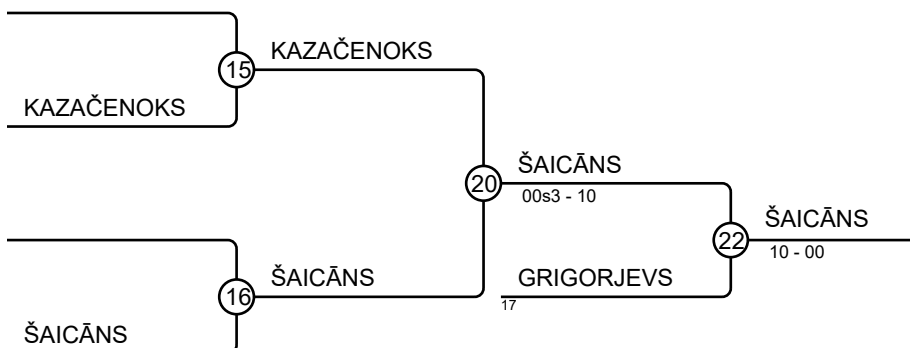 KAZAČENOKS
15
KAZAČENOKS
ŠAICĀNS
20
00s3 - 10
ŠAICĀNS
22
10 - 00
ŠAICĀNS
16
GRIGORJEVS
17
ŠAICĀNS